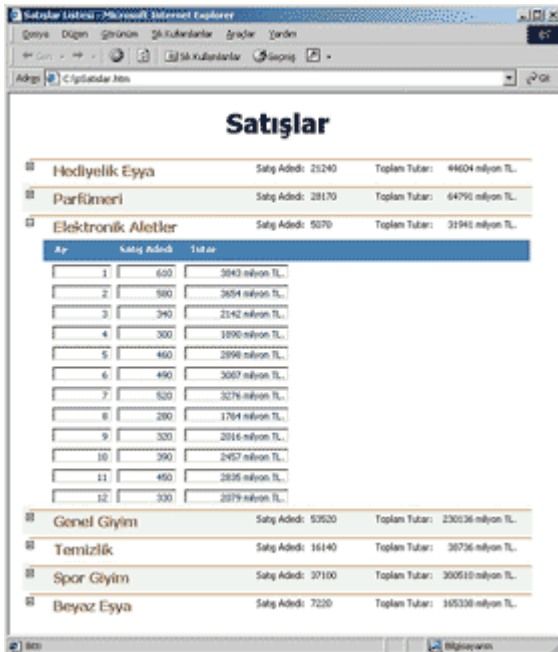 Satışlar Listesi - Microsoft Internet Explorer
Dosya Düzen Görünüm Sık Kullanılanlar Araçlar Yardım
Geri Sık Kullanılanlar Geçmiş
Adres C:\pSatislar.htm Git
Satışlar
Hediyelik Eşya Satış Adedi: 21240 Toplam Tutar: 44604 milyon TL.
Parfümeri Satış Adedi: 28170 Toplam Tutar: 64791 milyon TL.
Elektronik Aletler Satış Adedi: 5070 Toplam Tutar: 31941 milyon TL.
Ay Satış Adedi Tutar
1 610 3843 milyon TL.
2 580 3654 milyon TL.
3 340 2142 milyon TL.
4 300 1890 milyon TL.
5 460 2898 milyon TL.
6 490 3087 milyon TL.
7 520 3276 milyon TL.
8 280 1764 milyon TL.
9 320 2016 milyon TL.
10 390 2457 milyon TL.
11 450 2835 milyon TL.
12 330 2079 milyon TL.
Genel Giyim Satış Adedi: 53520 Toplam Tutar: 230136 milyon TL.
Temizlik Satış Adedi: 16140 Toplam Tutar: 38736 milyon TL.
Spor Giyim Satış Adedi: 37100 Toplam Tutar: 300510 milyon TL.
Beyaz Eşya Satış Adedi: 7220 Toplam Tutar: 165338 milyon TL.
Bitti Bilgisayarım